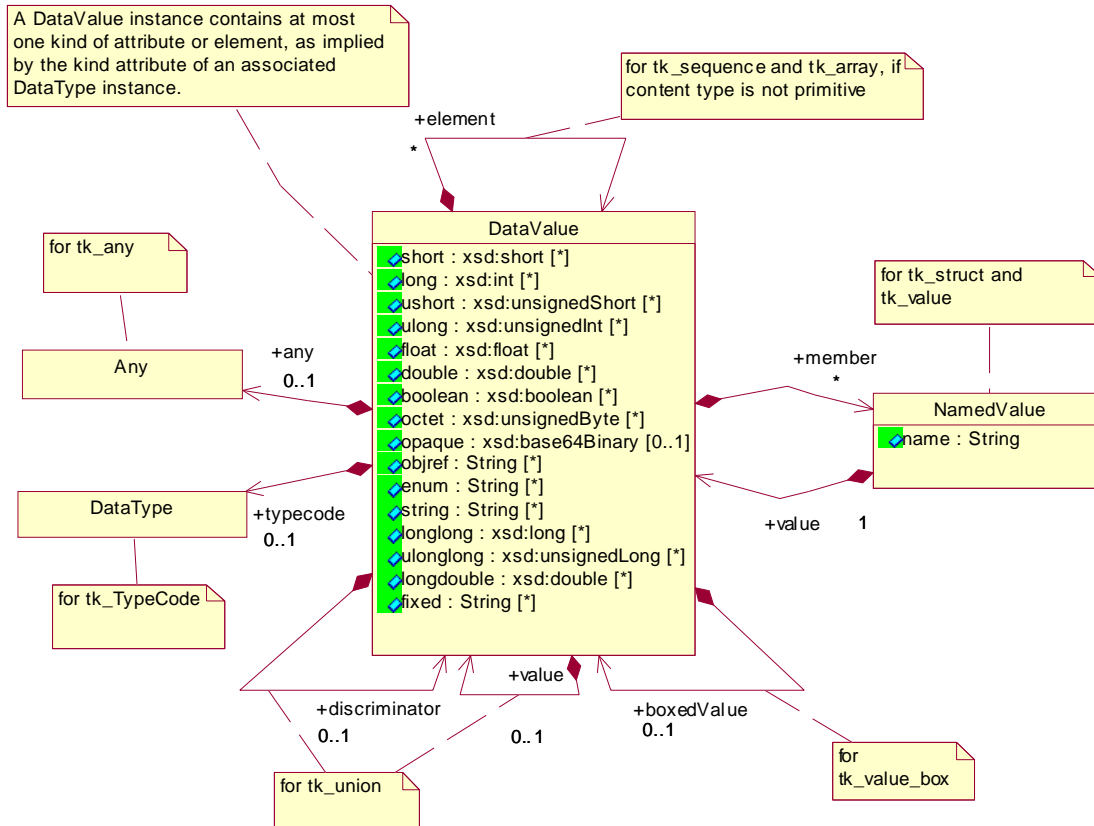 A DataValue instance contains at most
one kind of attribute or element, as implied
by the kind attribute of an associated
DataType instance.
for tk_sequence and tk_array, if
content type is not primitive
+element
*
DataValue
short : xsd:short [*]
long : xsd:int [*]
ushort : xsd:unsignedShort [*]
ulong : xsd:unsignedInt [*]
float : xsd:float [*]
double : xsd:double [*]
boolean : xsd:boolean [*]
octet : xsd:unsignedByte [*]
opaque : xsd:base64Binary [0..1]
objref : String [*]
enum : String [*]
string : String [*]
longlong : xsd:long [*]
ulonglong : xsd:unsignedLong [*]
longdouble : xsd:double [*]
fixed : String [*]
for tk_any
Any
+any
0..1
DataType
+typecode
0..1
for tk_TypeCode
for tk_struct and
tk_value
+member
*
NamedValue
name : String
+value
1
+discriminator
0..1
+value
0..1
+boxedValue
0..1
for tk_union
for
tk_value_box